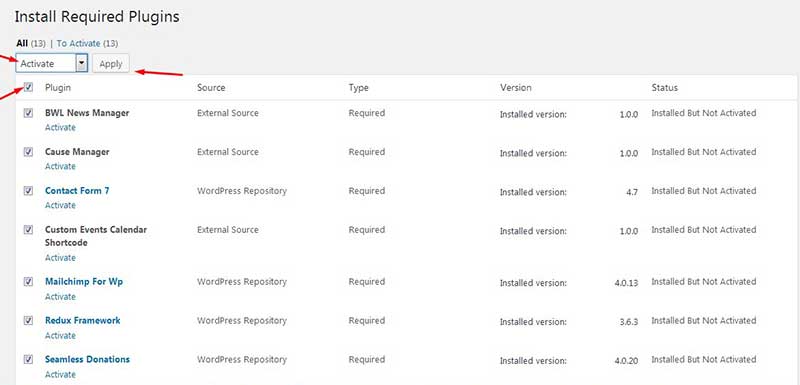 Install Required Plugins
All (13) | To Activate (13)
Activate Apply
Plugin Source Type Version Status
BWL News Manager External Source Required Installed version: 1.0.0 Installed But Not Activated
Activate
Cause Manager External Source Required Installed version: 1.0.0 Installed But Not Activated
Activate
Contact Form 7 WordPress Repository Required Installed version: 4.7 Installed But Not Activated
Activate
Custom Events Calendar External Source Required Installed version: 1.0.0 Installed But Not Activated
Shortcode
Activate
Mailchimp For Wp WordPress Repository Required Installed version: 4.0.13 Installed But Not Activated
Activate
Redux Framework WordPress Repository Required Installed version: 3.6.3 Installed But Not Activated
Activate
Seamless Donations WordPress Repository Required Installed version: 4.0.20 Installed But Not Activated
Activate